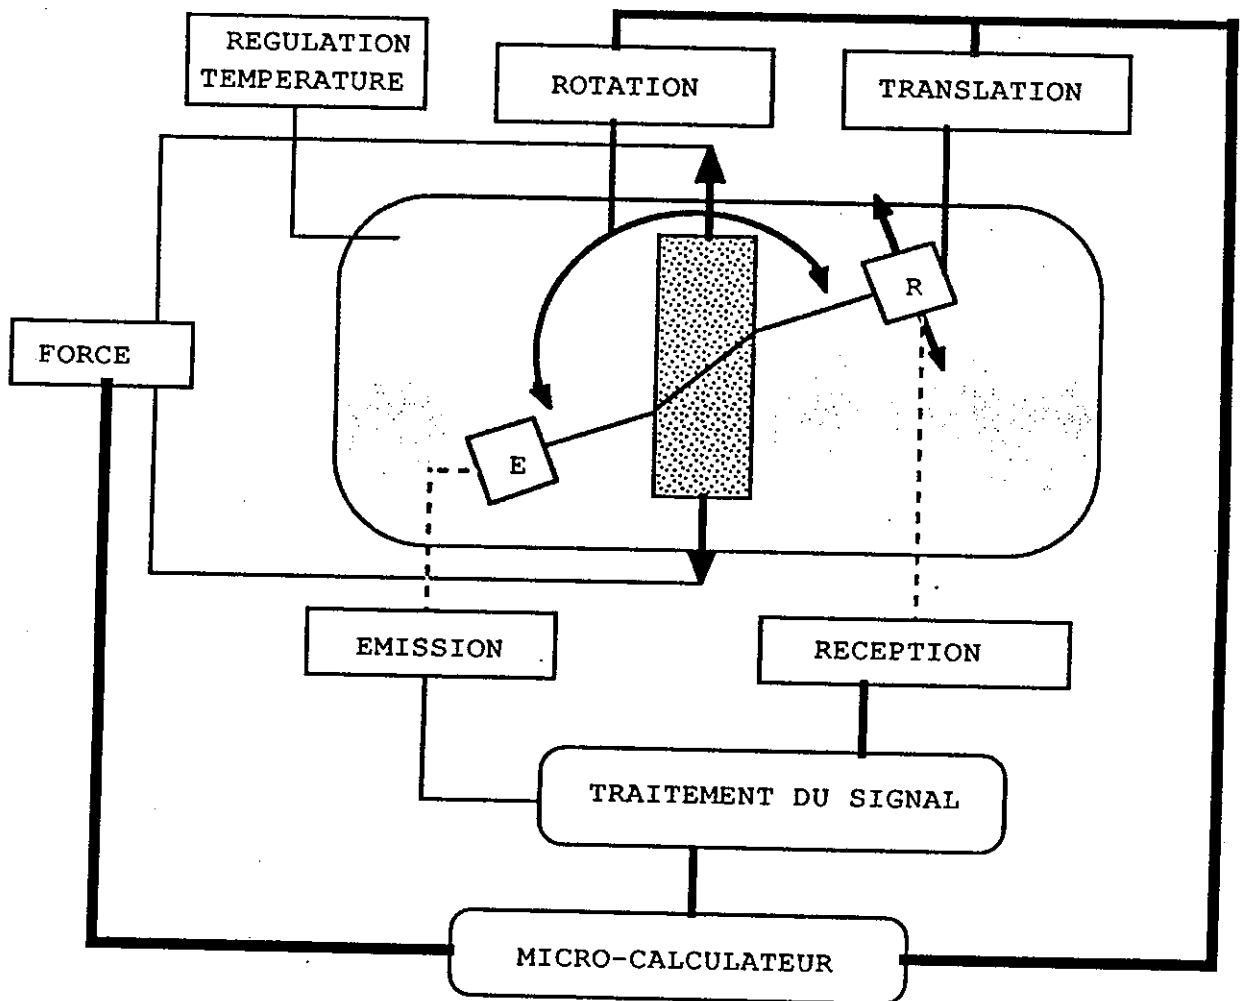 REGULATION
TEMPERATURE
ROTATION
TRANSLATION
R
FORCE
E
EMISSION
RECEPTION
TRAITEMENT DU SIGNAL
MICRO-CALCULATEUR